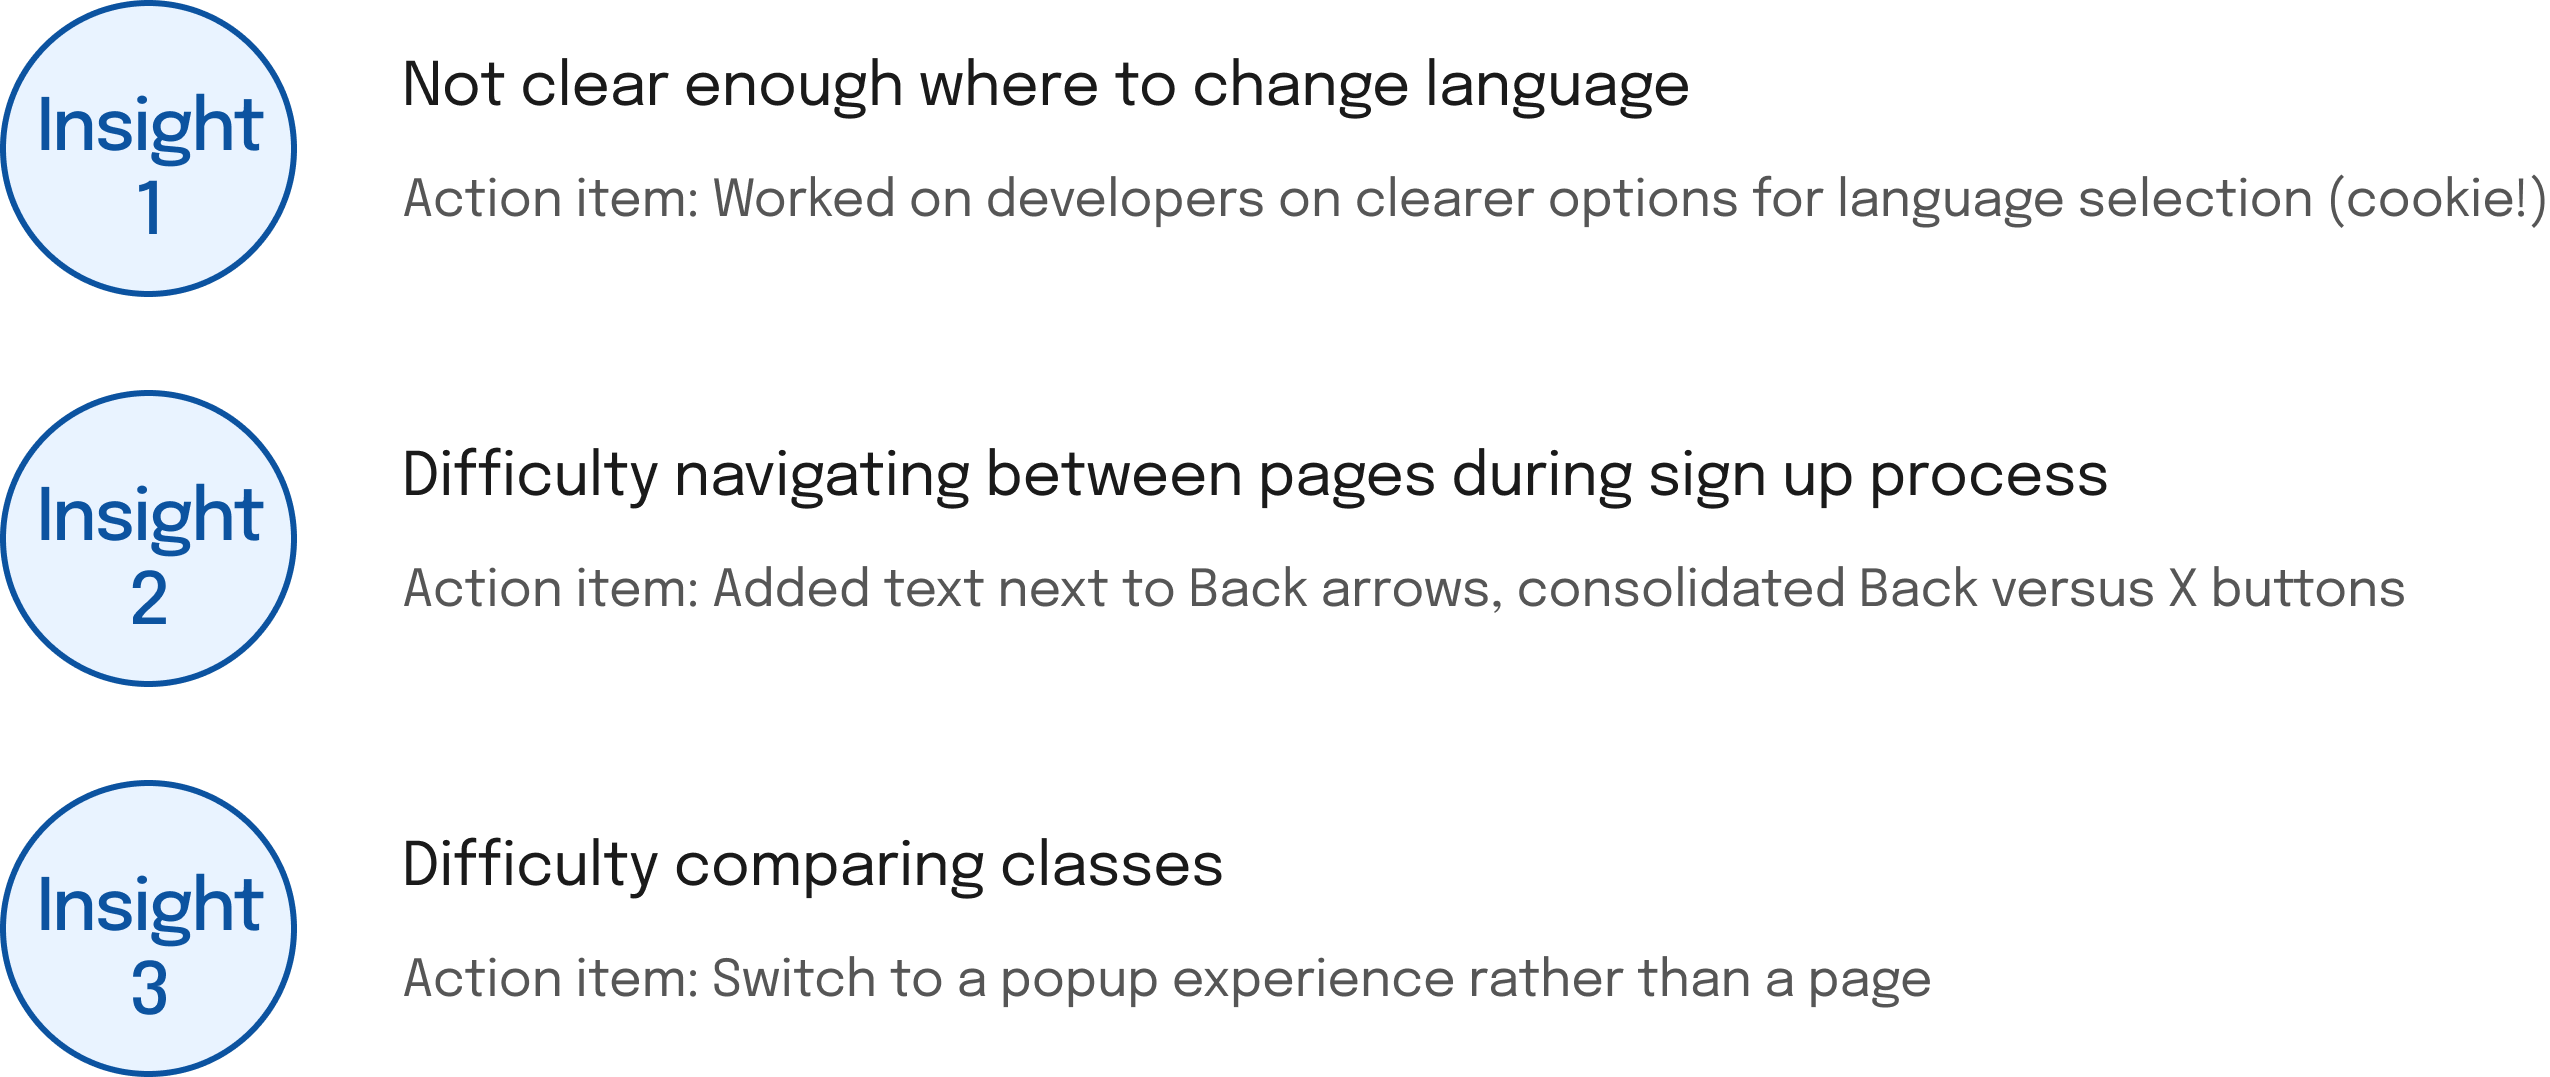 Insight
1
Not clear enough where to change language
Action item: Worked on developers on clearer options for language selection (cookie!)
Insight
2
Difficulty navigating between pages during sign up process
Action item: Added text next to Back arrows, consolidated Back versus X buttons
Insight
3
Difficulty comparing classes
Action item: Switch to a popup experience rather than a page